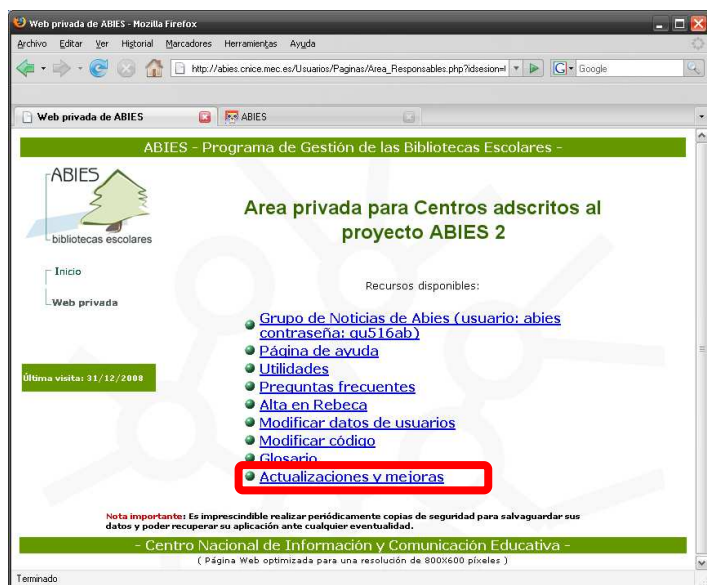 Web privada de ABIES - Mozilla Firefox
Archivo Editar Ver Historial Marcadores Herramientas Ayuda
http://abies.cnice.mec.es/Usuarios/Paginas/Area_Responsables.php?idsesion=l
G Google
Web privada de ABIES
ABIES
ABIES - Programa de Gestión de las Bibliotecas Escolares -
ABIES
bibliotecas escolares
Inicio
Web privada
Última visita: 31/12/2008
Area privada para Centros adscritos al
proyecto ABIES 2
Recursos disponibles:
Grupo de Noticias de Abies (usuario: abies
contraseña: qu516ab)
Página de ayuda
Utilidades
Preguntas frecuentes
Alta en Rebeca
Modificar datos de usuarios
Modificar código
Glosario
Actualizaciones y mejoras
Nota importante: Es imprescindible realizar periódicamente copias de seguridad para salvaguardar sus
datos y poder recuperar su aplicación ante cualquier eventualidad.
- Centro Nacional de Información y Comunicación Educativa -
( Página Web optimizada para una resolución de 800X600 píxeles )
Terminado